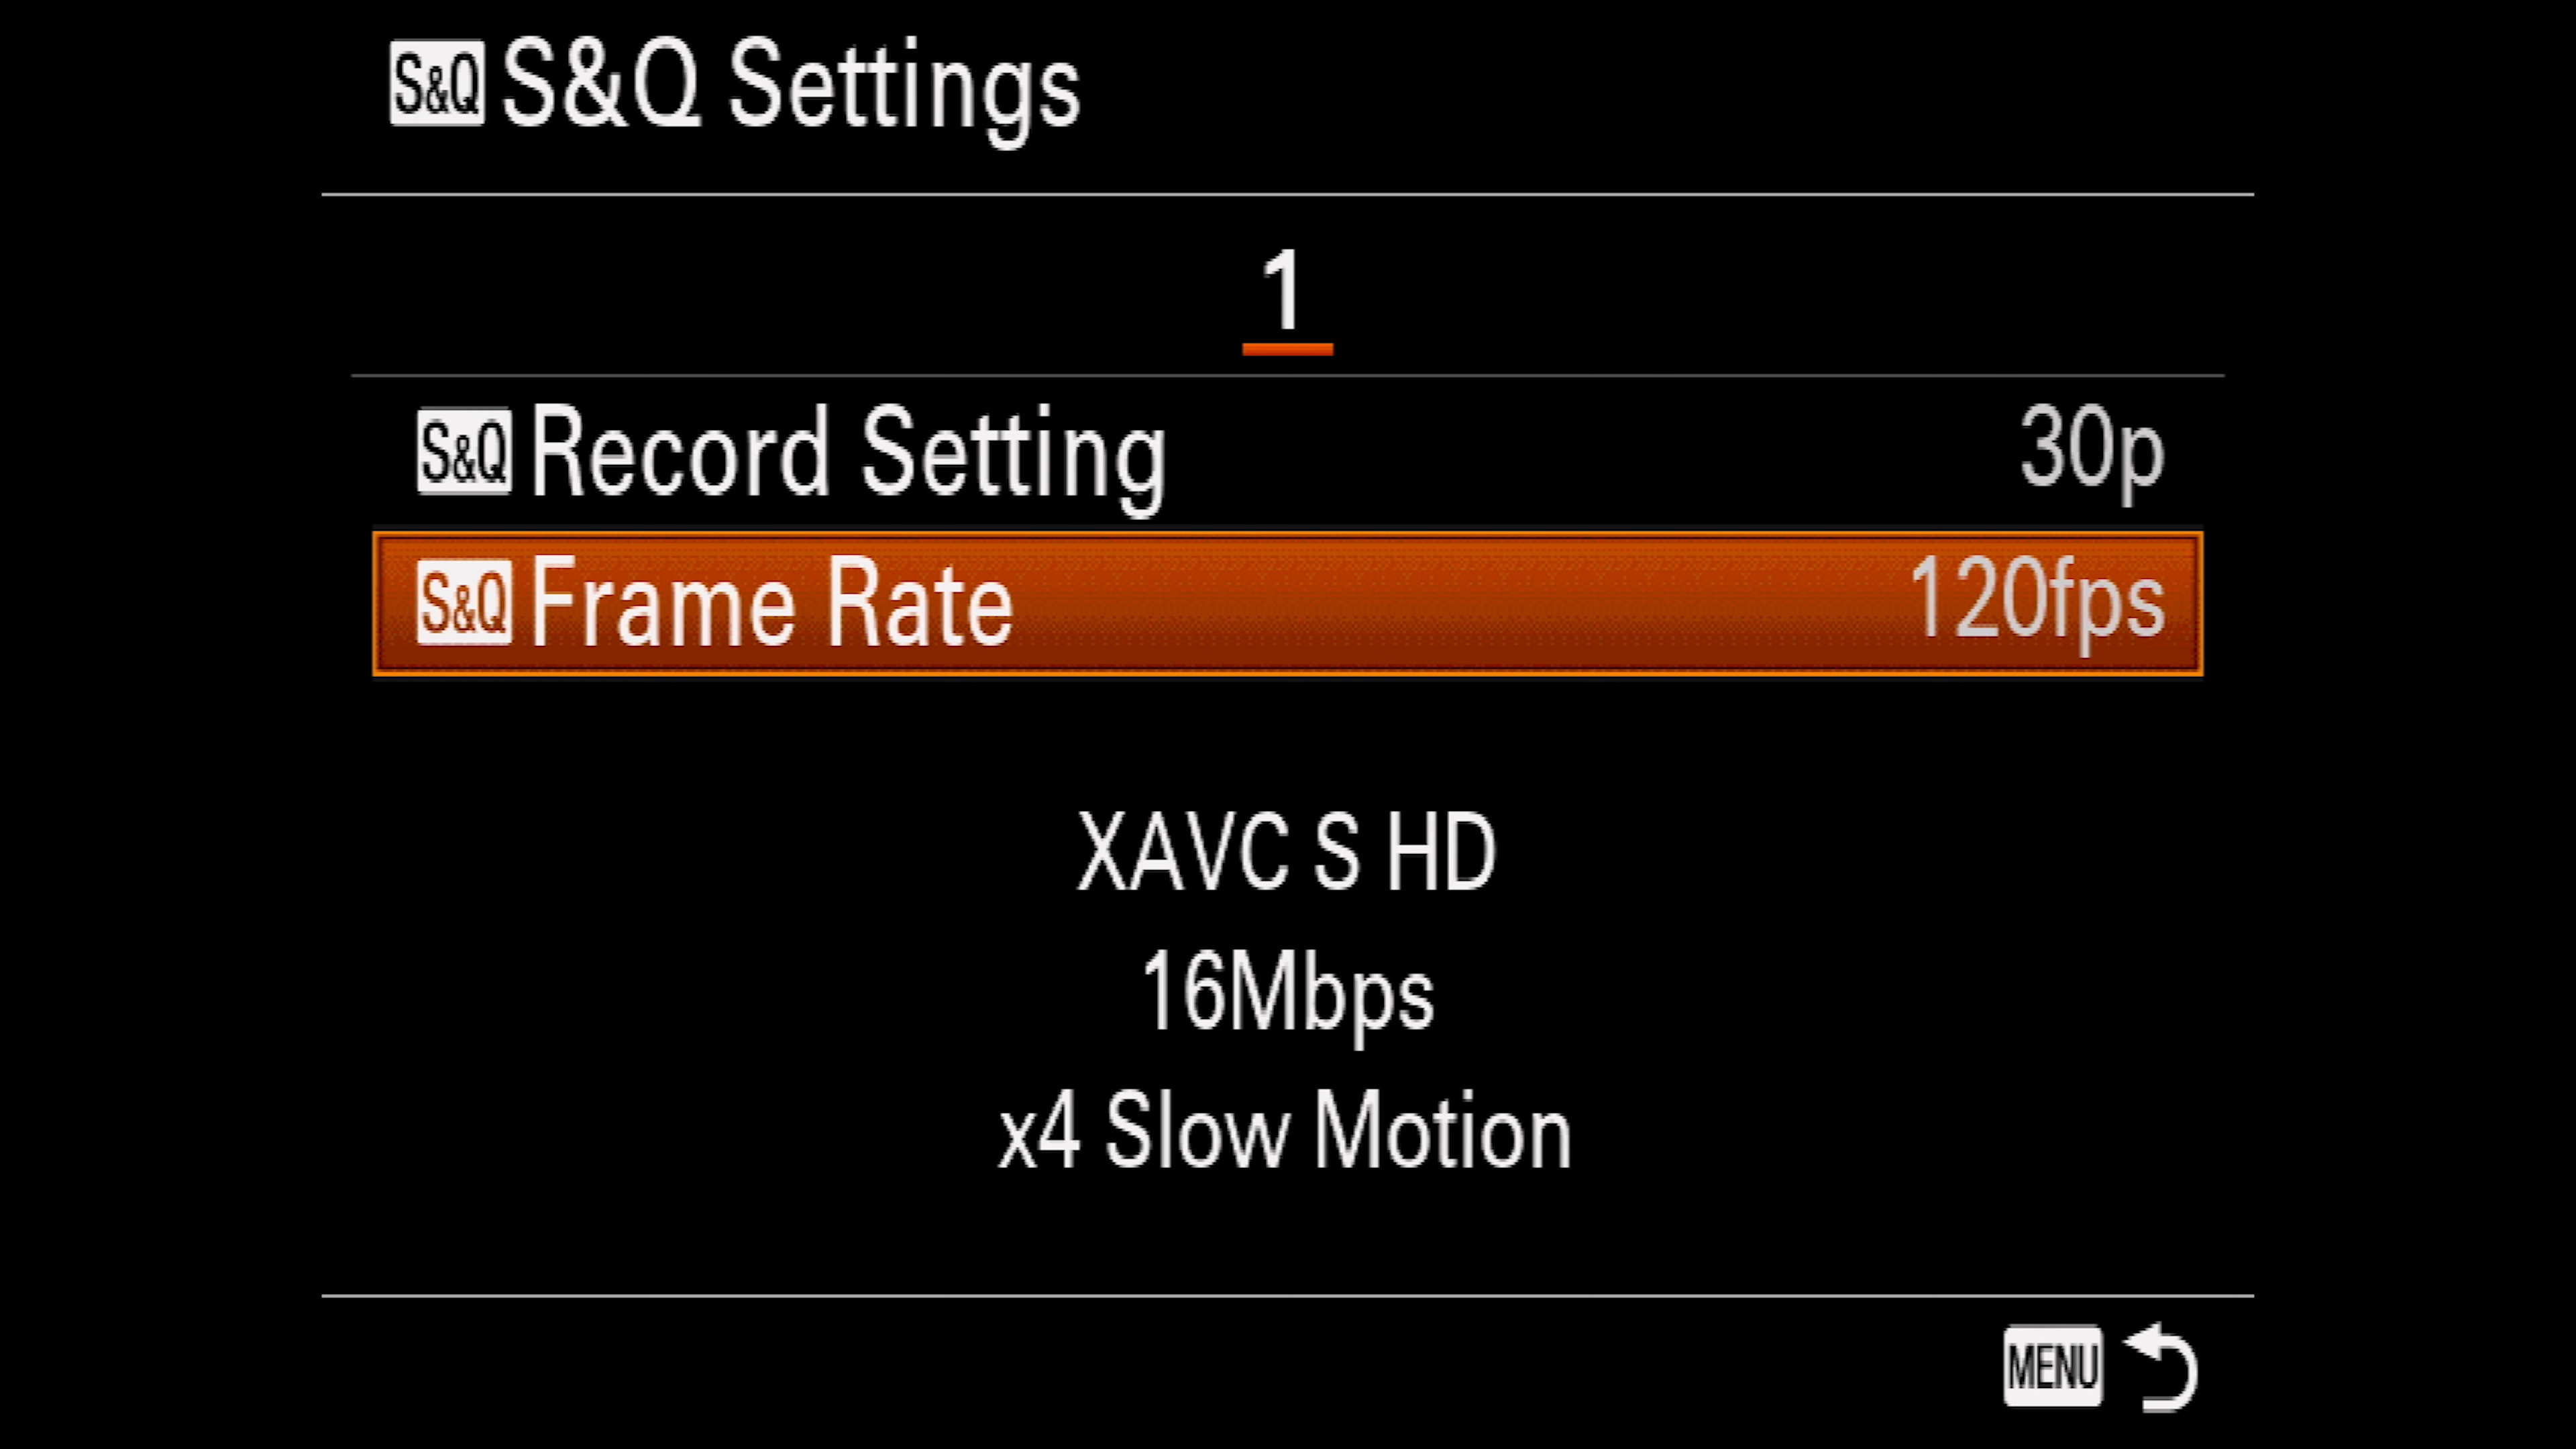 S&Q S&Q Settings
1
S&Q Record Setting 30p
S&Q Frame Rate 120fps
XAVC S HD
16Mbps
x4 Slow Motion
MENU